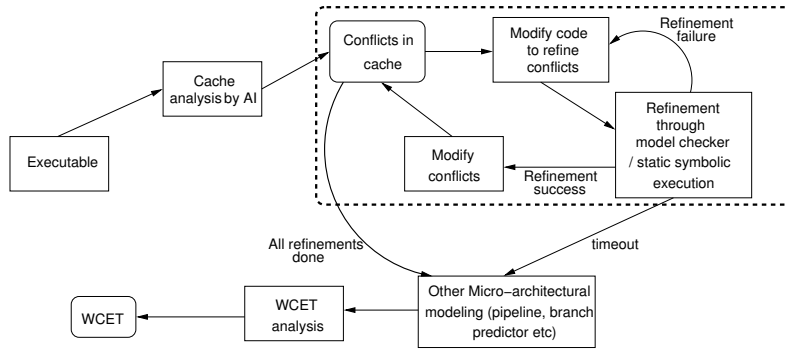 Conflicts in
cache
Modify code
to refine
conflicts
Refinement
failure
Cache
analysis by AI
Executable
Modify
conflicts
Refinement
through
model checker
/ static symbolic
execution
Refinement
success
All refinements
done
timeout
Other Micro−architectural
modeling (pipeline, branch
predictor etc)
WCET
analysis
WCET